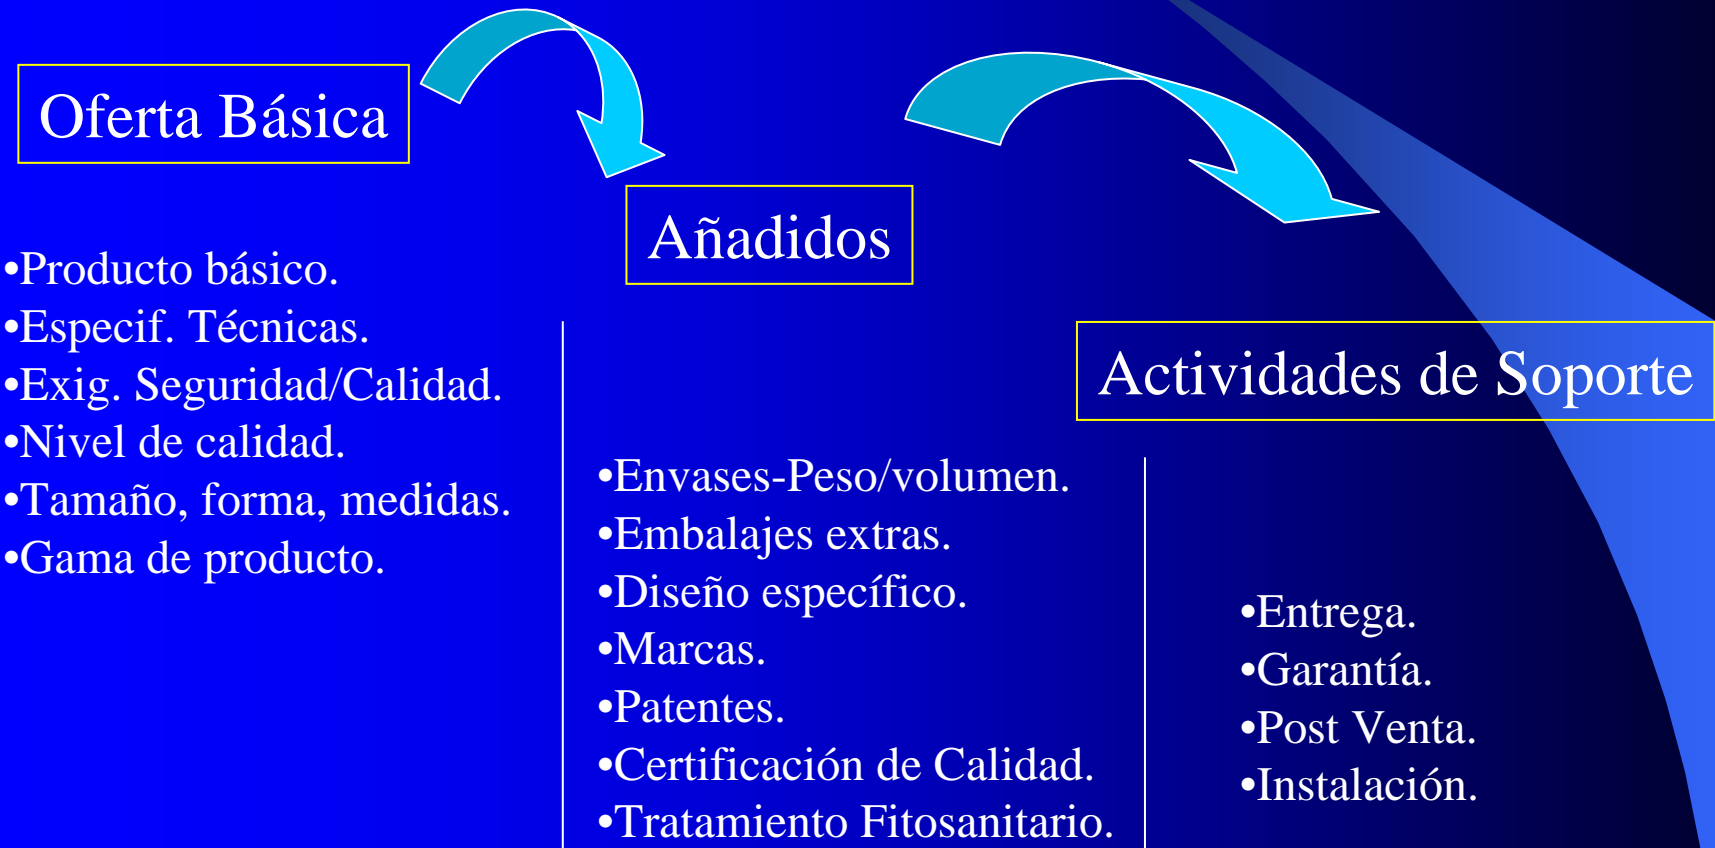 Oferta Básica
•Producto básico.
•Especif. Técnicas.
•Exig. Seguridad/Calidad.
•Nivel de calidad.
•Tamaño, forma, medidas.
•Gama de producto.
Añadidos
•Envases-Peso/volumen.
•Embalajes extras.
•Diseño específico.
•Marcas.
•Patentes.
•Certificación de Calidad.
•Tratamiento Fitosanitario.
Actividades de Soporte
•Entrega.
•Garantía.
•Post Venta.
•Instalación.